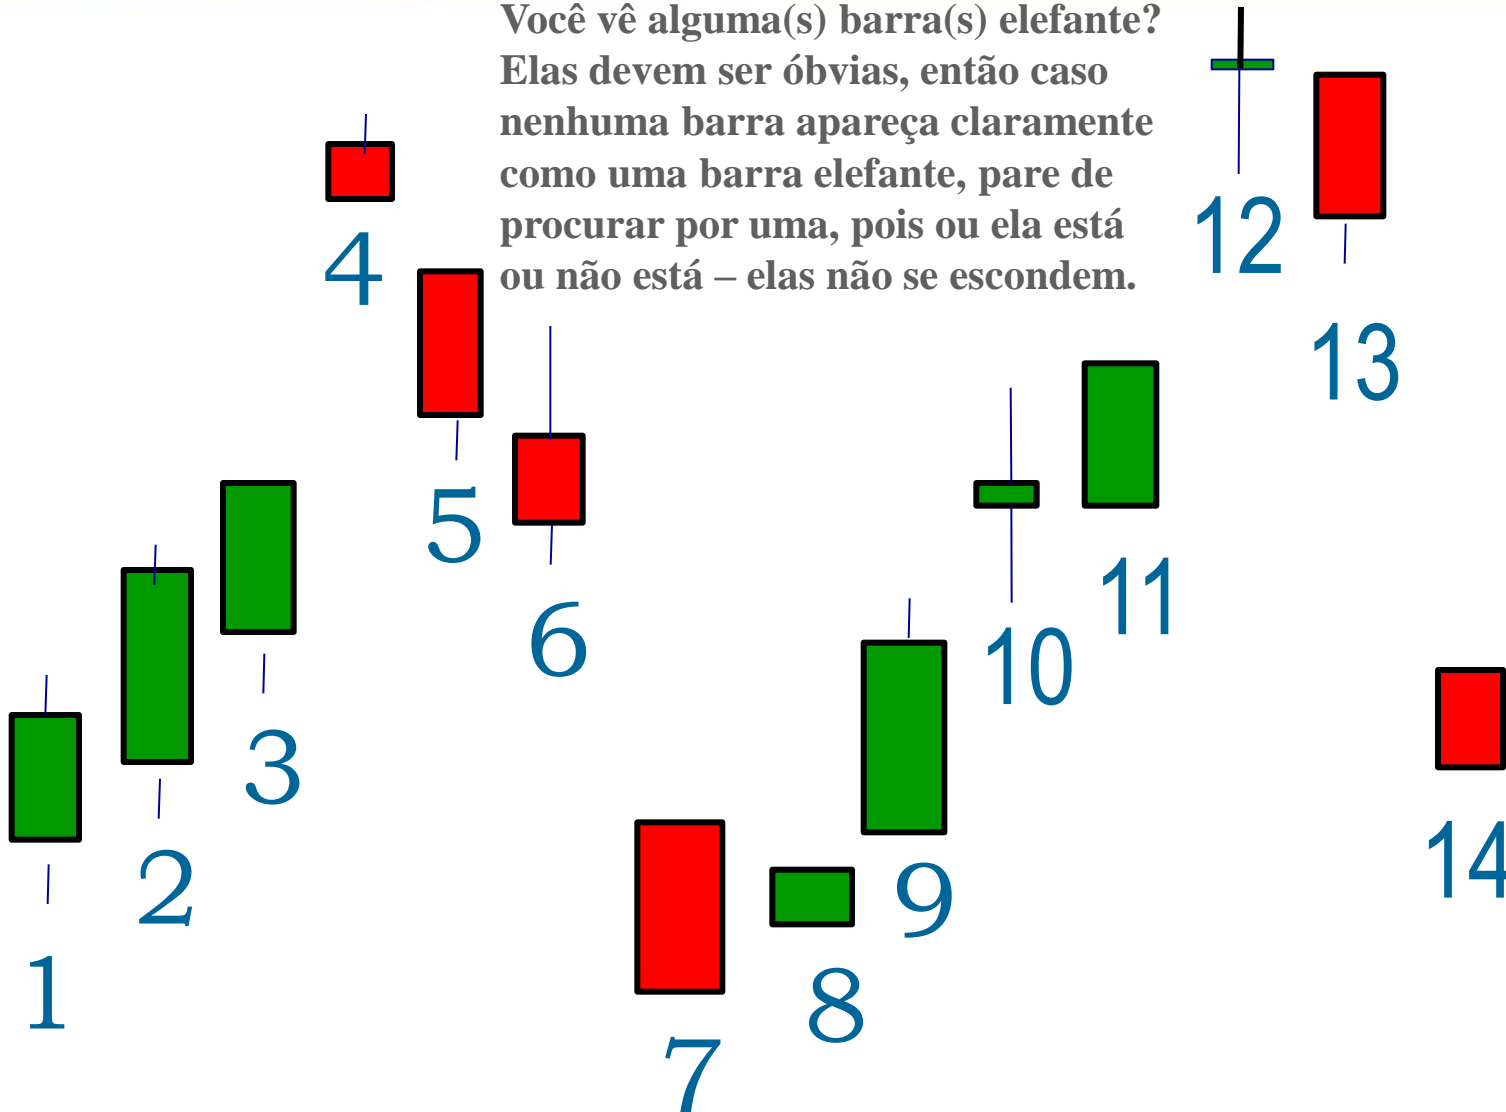 Você vê alguma(s) barra(s) elefante?
Elas devem ser óbvias, então caso
nenhuma barra apareça claramente
como uma barra elefante, pare de
procurar por uma, pois ou ela está
ou não está – elas não se escondem.
1
2
3
4
5
6
7
8
9
10
11
12
13
14